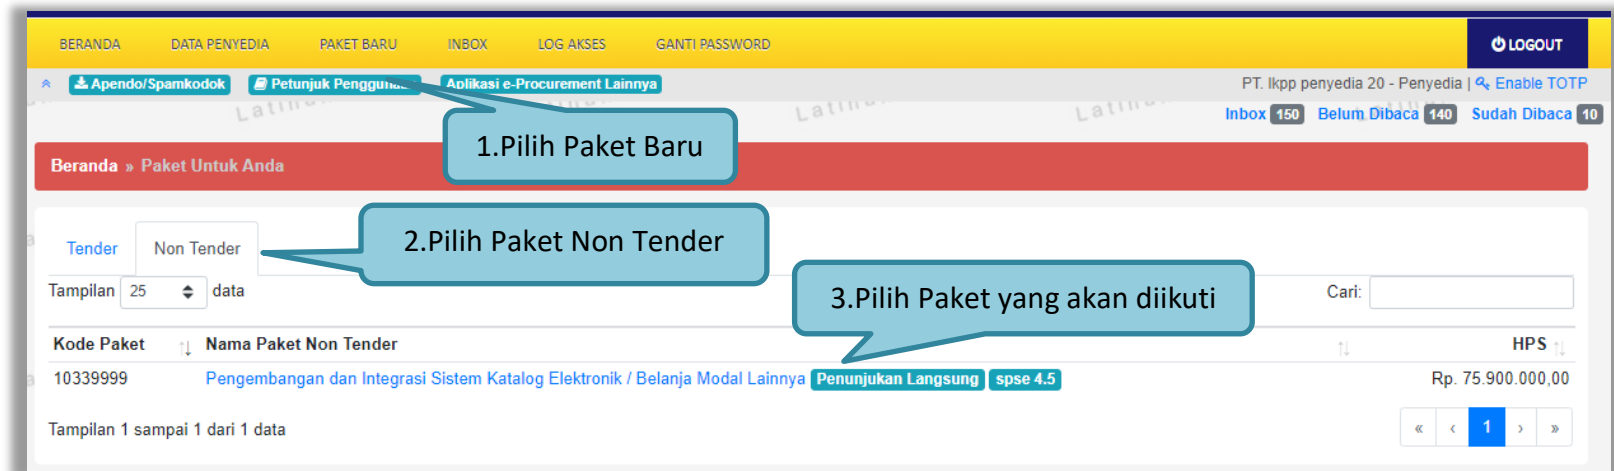 BERANDA DATA PENYEDIA PAKET BARU INBOX LOG AKSES GANTI PASSWORD LOGOUT
Apendo/Spamkodok Petunjuk Aplikasi e-Procurement Lainnya PT. lkpp penyedia 20 - Penyedia | Enable TOTP
Inbox 150 Belum Dibaca 140 Sudah Dibaca 10
1.Pilih Paket Baru
Beranda » Paket Untuk Anda
2.Pilih Paket Non Tender
Tender Non Tender
3.Pilih Paket yang akan diikuti
Tampilan 25 data Cari:
Kode Paket Nama Paket Non Tender HPS
10339999 Pengembangan dan Integrasi Sistem Katalog Elektronik / Belanja Modal Lainnya Penunjukan Langsung spse 4.5 Rp. 75.900.000,00
Tampilan 1 sampai 1 dari 1 data « ‹ 1 › »